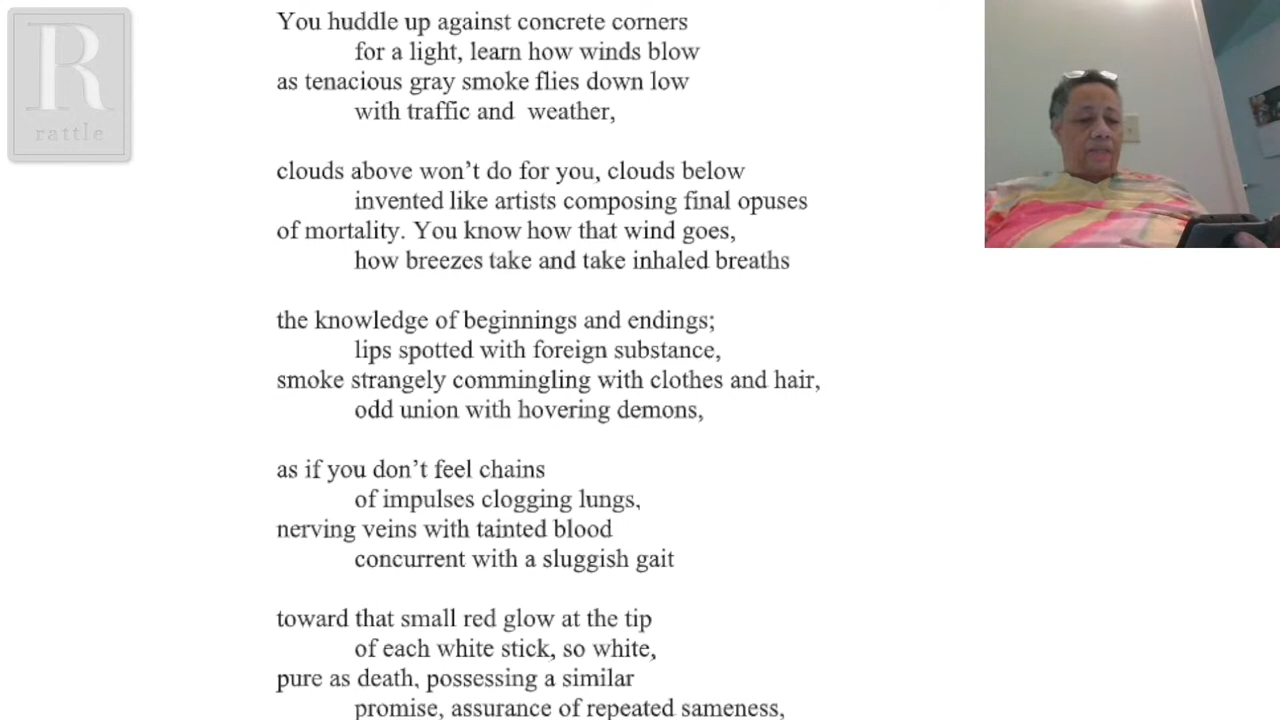 R
rattle
You huddle up against concrete corners
for a light, learn how winds blow
as tenacious gray smoke flies down low
with traffic and  weather,
clouds above won’t do for you, clouds below
invented like artists composing final opuses
of mortality. You know how that wind goes,
how breezes take and take inhaled breaths
the knowledge of beginnings and endings;
lips spotted with foreign substance,
smoke strangely commingling with clothes and hair,
odd union with hovering demons,
as if you don’t feel chains
of impulses clogging lungs,
nerving veins with tainted blood
concurrent with a sluggish gait
toward that small red glow at the tip
of each white stick, so white,
pure as death, possessing a similar
promise, assurance of repeated sameness,